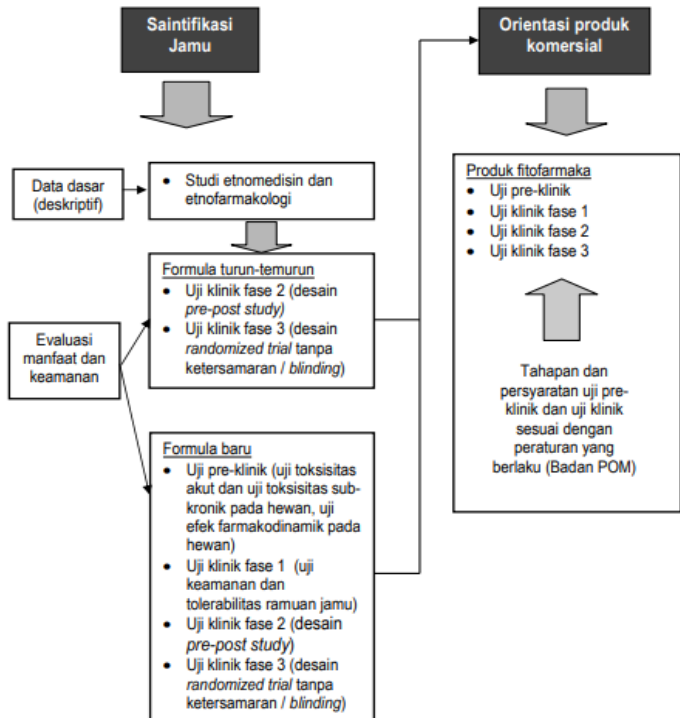 Saintifikasi
Jamu
Data dasar
(deskriptif)
• Studi etnomedisin dan
etnofarmakologi
Formula turun-temurun
• Uji klinik fase 2 (desain
pre-post study)
• Uji klinik fase 3 (desain
randomized trial tanpa
ketersamaran / blinding)
Evaluasi
manfaat dan
keamanan
Formula baru
• Uji pre-klinik (uji toksisitas
akut dan uji toksisitas sub-
kronik pada hewan, uji
efek farmakodinamik pada
hewan)
• Uji klinik fase 1 (uji
keamanan dan
tolerabilitas ramuan jamu)
• Uji klinik fase 2 (desain
pre-post study)
• Uji klinik fase 3 (desain
randomized trial tanpa
ketersamaran / blinding)
Orientasi produk
komersial
Produk fitofarmaka
• Uji pre-klinik
• Uji klinik fase 1
• Uji klinik fase 2
• Uji klinik fase 3
Tahapan dan
persyaratan uji pre-
klinik dan uji klinik
sesuai dengan
peraturan yang
berlaku (Badan POM)